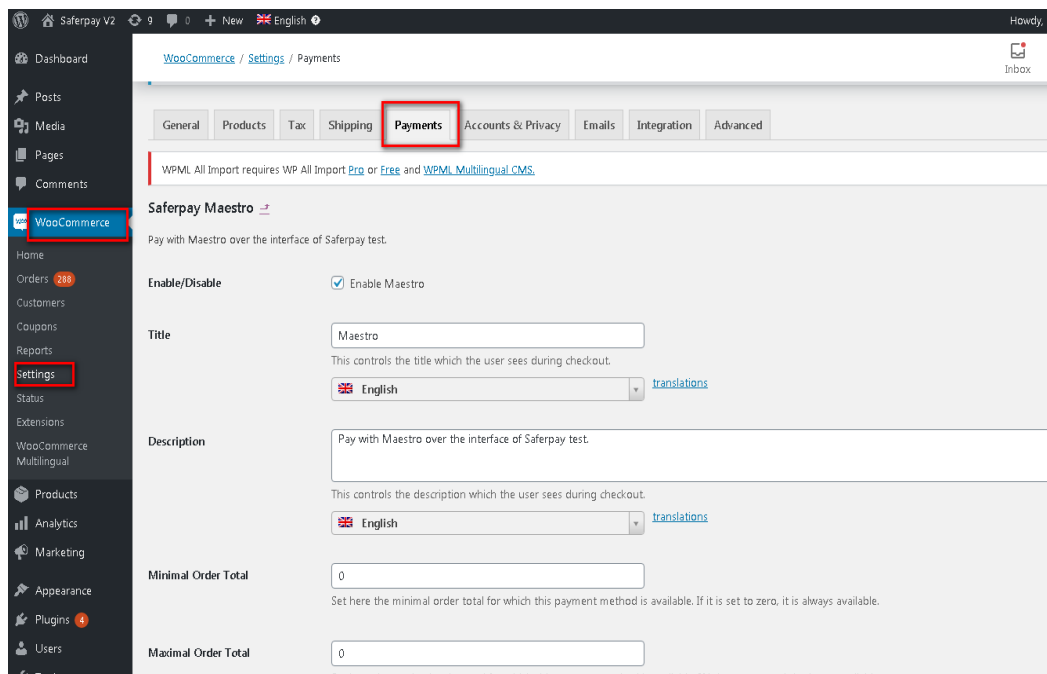 Saferpay V2 9 0 + New English
Howdy,
Dashboard
Posts
Media
Pages
Comments
WooCommerce
Home
Orders 288
Customers
Coupons
Reports
Settings
Status
Extensions
WooCommerce
Multilingual
Products
Analytics
Marketing
Appearance
Plugins 4
Users
WooCommerce / Settings / Payments
Inbox
General Products Tax Shipping Payments Accounts & Privacy Emails Integration Advanced
WPML All Import requires WP All Import Pro or Free and WPML Multilingual CMS.
Saferpay Maestro
Pay with Maestro over the interface of Saferpay test.
Enable/Disable Enable Maestro
Title Maestro
This controls the title which the user sees during checkout.
English translations
Description Pay with Maestro over the interface of Saferpay test.
This controls the description which the user sees during checkout.
English translations
Minimal Order Total 0
Set here the minimal order total for which this payment method is available. If it is set to zero, it is always available.
Maximal Order Total 0